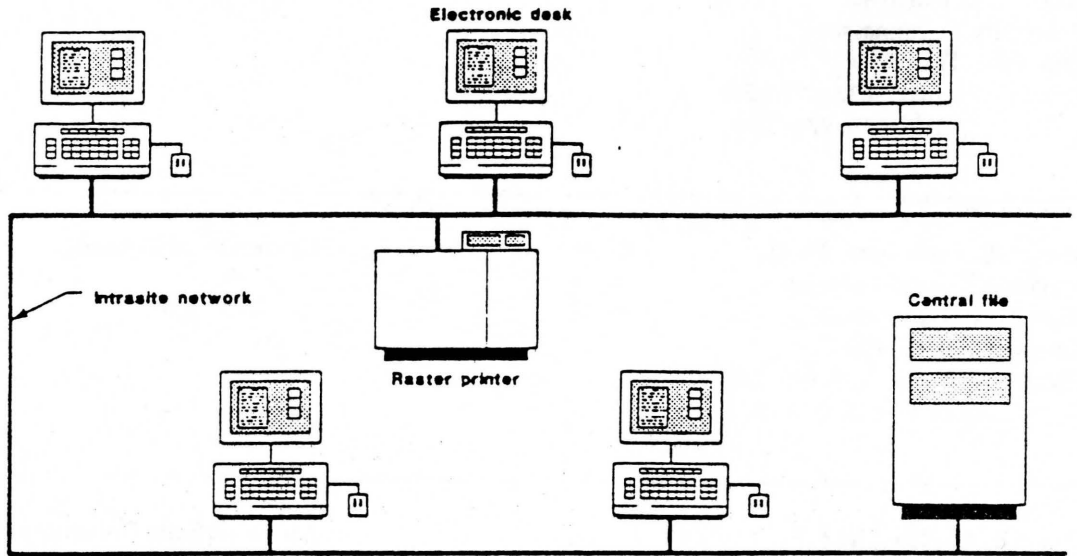 Electronic desk
Intrasite network
Central file
Raster printer